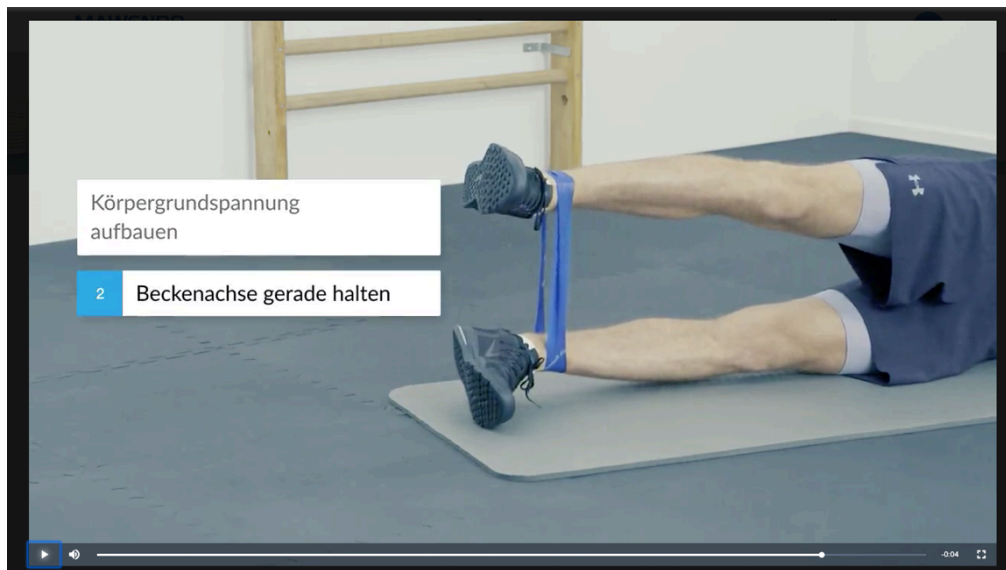 Körpergrundspannung
aufbauen
2
Beckenachse gerade halten
-0:04